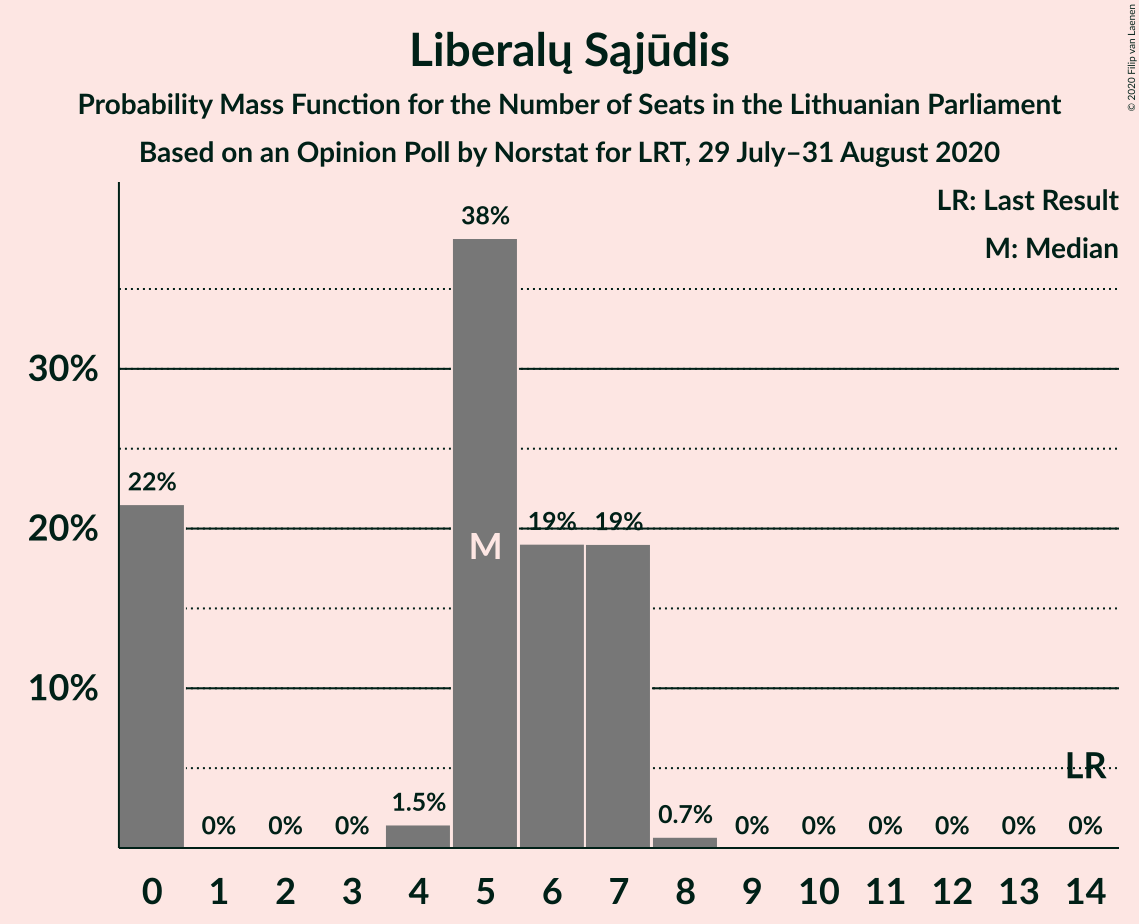 Liberalų Sąjūdis
Probability Mass Function for the Number of Seats in the Lithuanian Parliament
Based on an Opinion Poll by Norstat for LRT, 29 July–31 August 2020
© 2020 Filip van Laenen
LR: Last Result
M: Median
38%
30%
22%
20%
19% 19%
M
10%
LR
1.5%
0.7%
0% 0% 0% 0% 0% 0% 0% 0% 0%
0 1 2 3 4 5 6 7 8 9 10 11 12 13 14